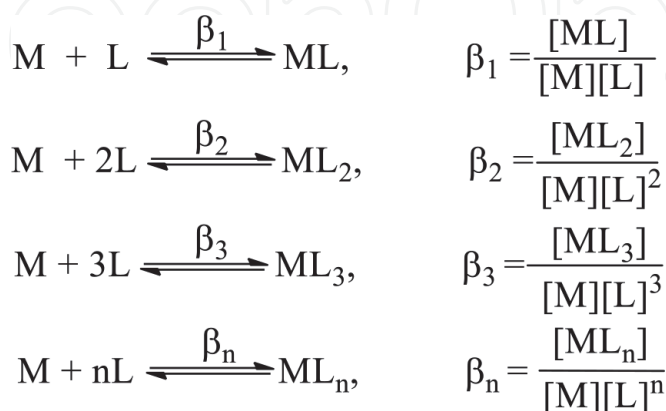 M + L ⇌ ML, β₁ = [ML] / [M][L]
β₁
M + 2L ⇌ ML₂, β₂ = [ML₂] / [M][L]²
β₂
M + 3L ⇌ ML₃, β₃ = [ML₃] / [M][L]³
β₃
M + nL ⇌ MLₙ, βₙ = [MLₙ] / [M][L]ⁿ
βₙ